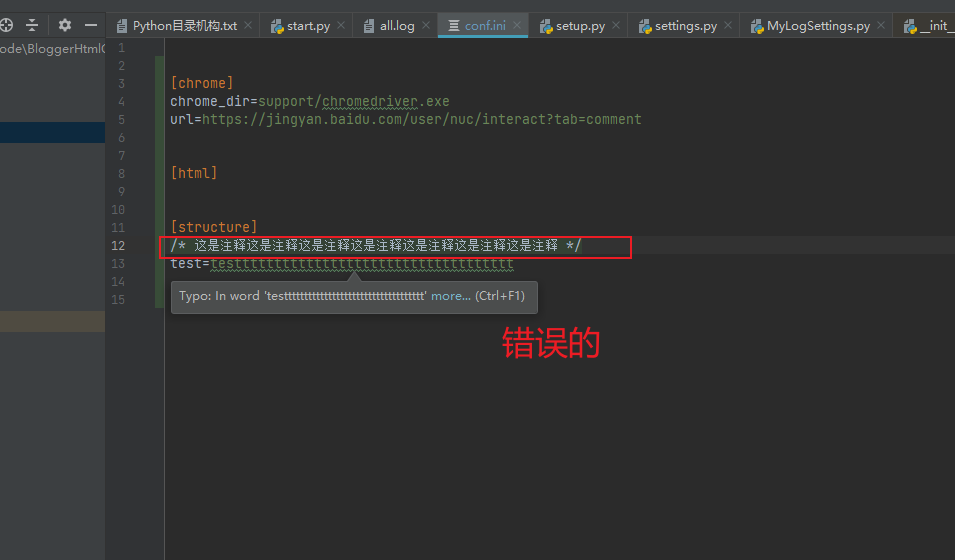 Python目录机构.txt start.py all.log conf.ini setup.py settings.py MyLogSettings.py __init_
ode\BloggerHtml
1
2
3 [chrome]
4 chrome_dir=support/chromedriver.exe
5 url=https://jingyan.baidu.com/user/nuc/interact?tab=comment
6
7
8 [html]
9
10
11 [structure]
12 /* 这是注释这是注释这是注释这是注释这是注释这是注释这是注释 */
13 test=testttttttttttttttttttttttttttttttttttt
14
15
Typo: In word 'testttttttttttttttttttttttttttttttttttt' more... (Ctrl+F1)
错误的